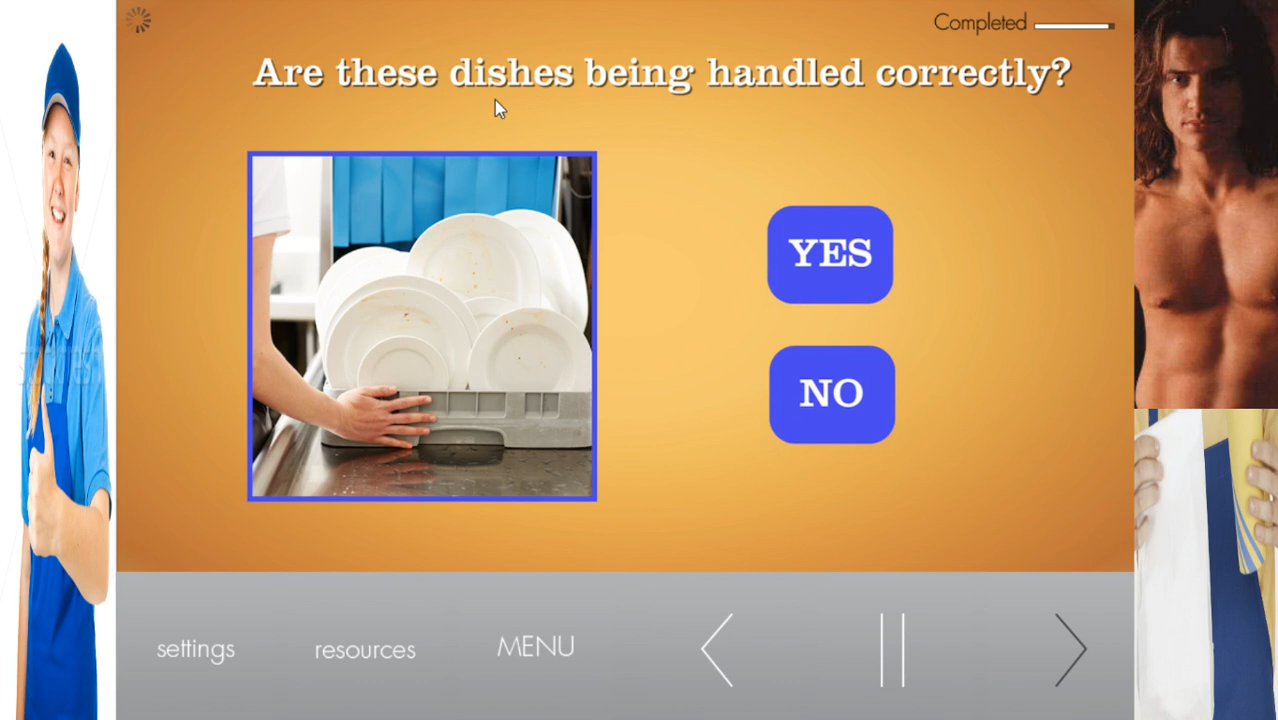 Completed
Are these dishes being handled correctly?
YES
NO
settings
resources
MENU